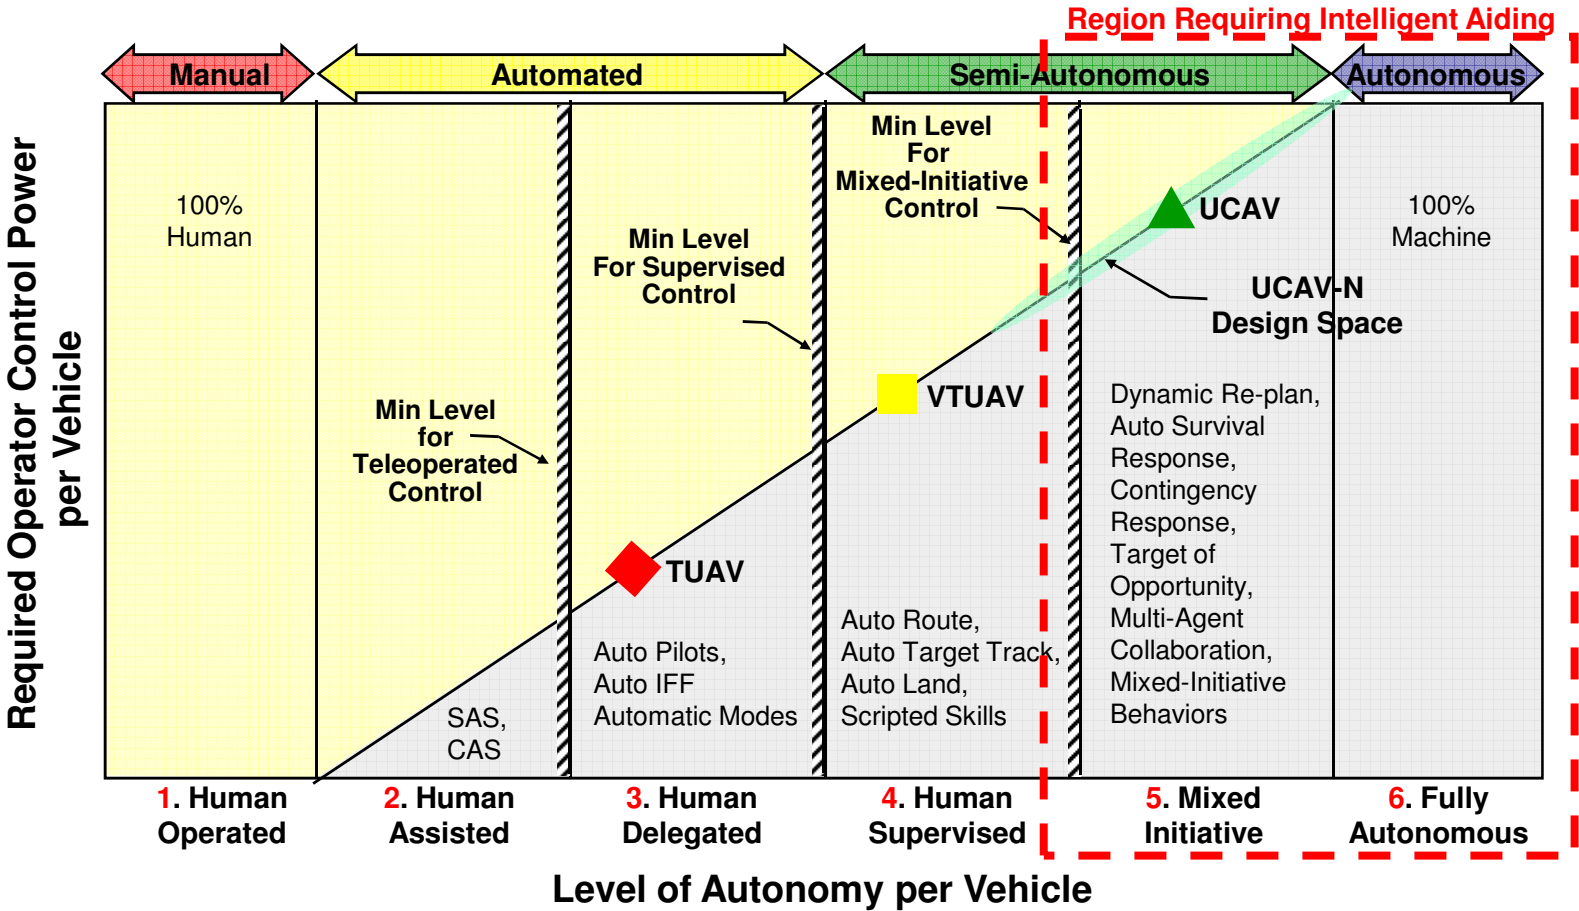 Region Requiring Intelligent Aiding
Manual
Automated
Semi-Autonomous
Autonomous
Required Operator Control Power
per Vehicle
100%
Human
Min Level
for
Teleoperated
Control
SAS,
CAS
Min Level
For Supervised
Control
TUAV
Auto Pilots,
Auto IFF
Automatic Modes
Min Level
For
Mixed-Initiative
Control
VTUAV
Auto Route,
Auto Target Track,
Auto Land,
Scripted Skills
UCAV
UCAV-N
Design Space
Dynamic Re-plan,
Auto Survival
Response,
Contingency
Response,
Target of
Opportunity,
Multi-Agent
Collaboration,
Mixed-Initiative
Behaviors
100%
Machine
1. Human
Operated
2. Human
Assisted
3. Human
Delegated
4. Human
Supervised
5. Mixed
Initiative
6. Fully
Autonomous
Level of Autonomy per Vehicle